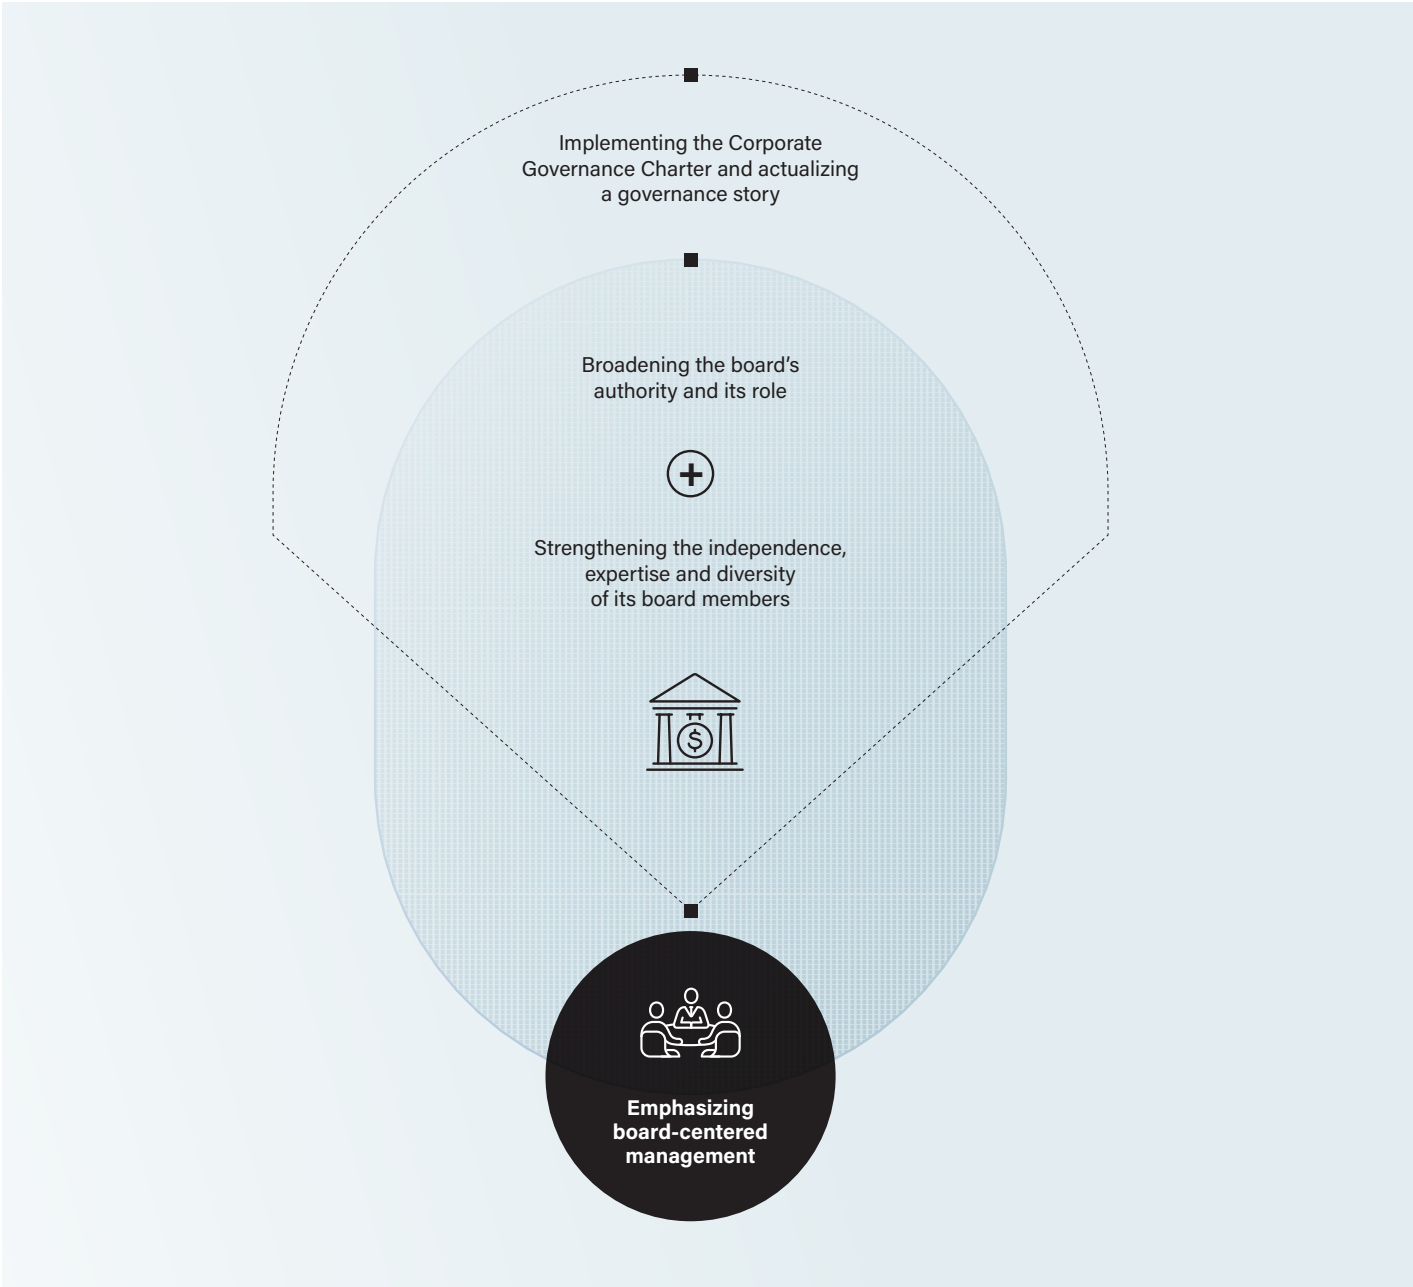 Implementing the Corporate
Governance Charter and actualizing
a governance story
Broadening the board’s
authority and its role
+
Strengthening the independence,
expertise and diversity
of its board members
$
Emphasizing
board-centered
management